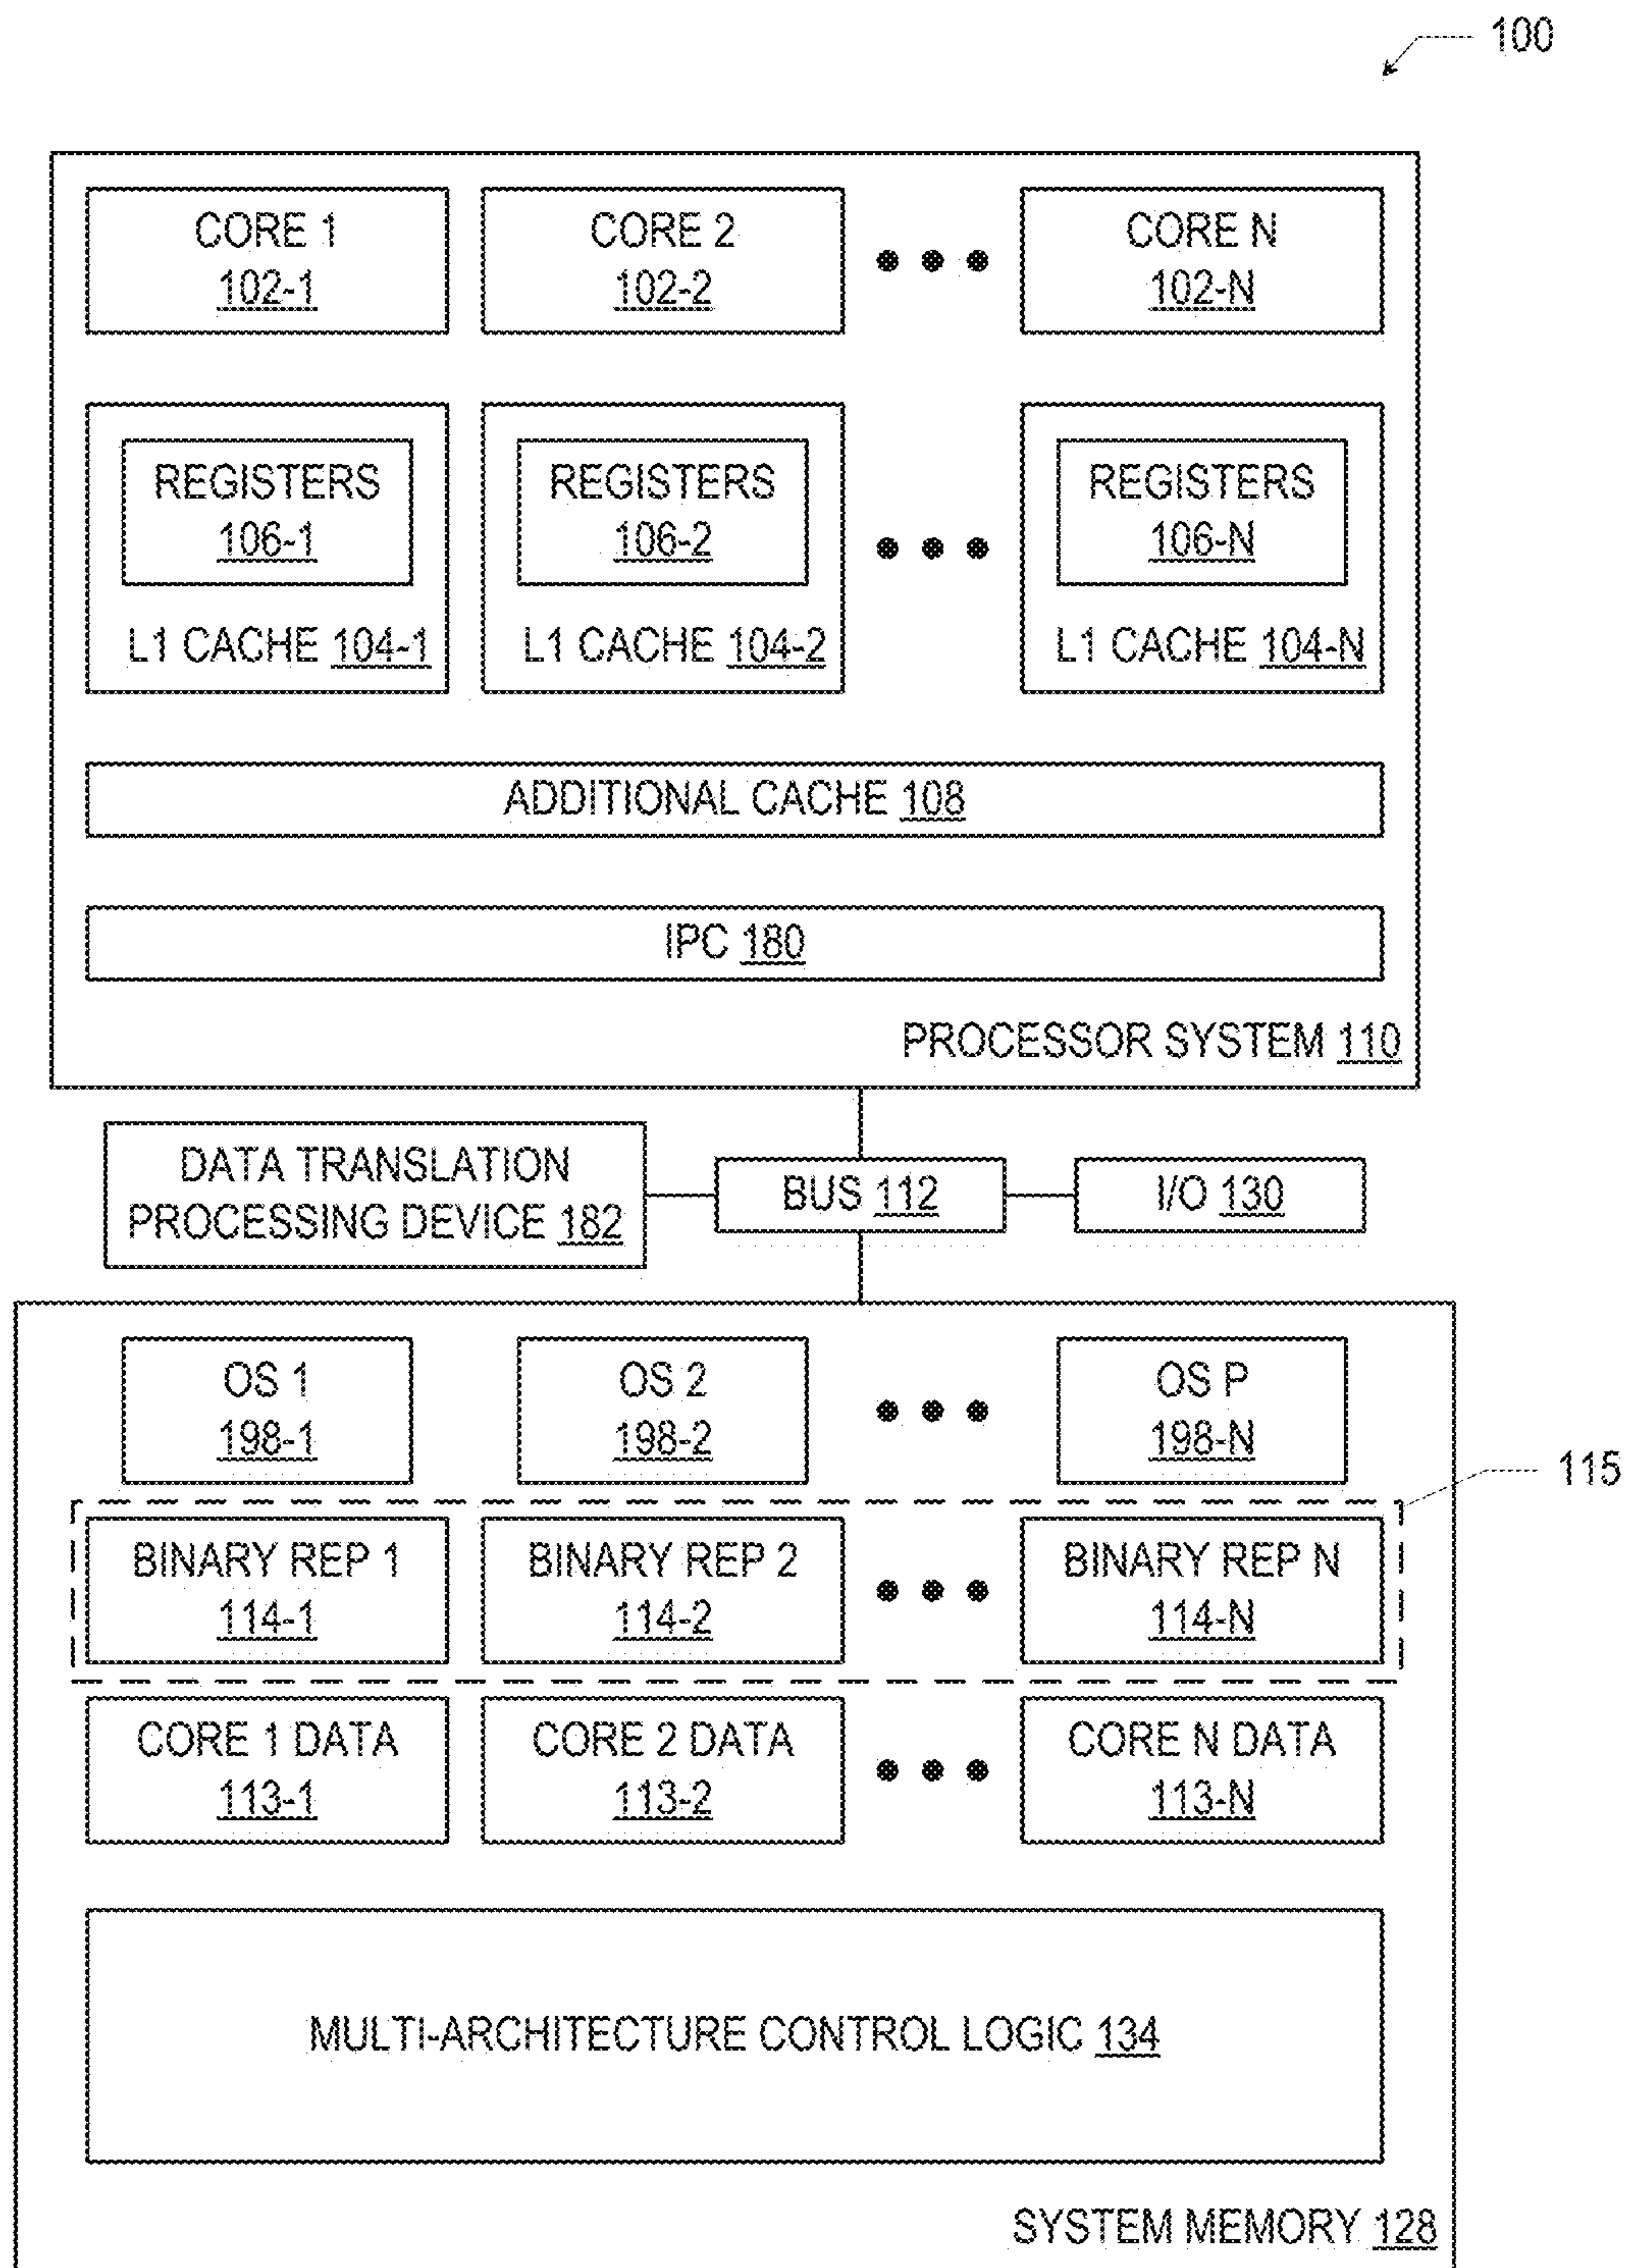 100
CORE 1
102-1
CORE 2
102-2
CORE N
102-N
REGISTERS
106-1
L1 CACHE 104-1
REGISTERS
106-2
L1 CACHE 104-2
REGISTERS
106-N
L1 CACHE 104-N
ADDITIONAL CACHE 108
IPC 180
PROCESSOR SYSTEM 110
DATA TRANSLATION
PROCESSING DEVICE 182
BUS 112
I/O 130
OS 1
198-1
OS 2
198-2
OS P
198-N
115
BINARY REP 1
114-1
BINARY REP 2
114-2
BINARY REP N
114-N
CORE 1 DATA
113-1
CORE 2 DATA
113-2
CORE N DATA
113-N
MULTI-ARCHITECTURE CONTROL LOGIC 134
SYSTEM MEMORY 128